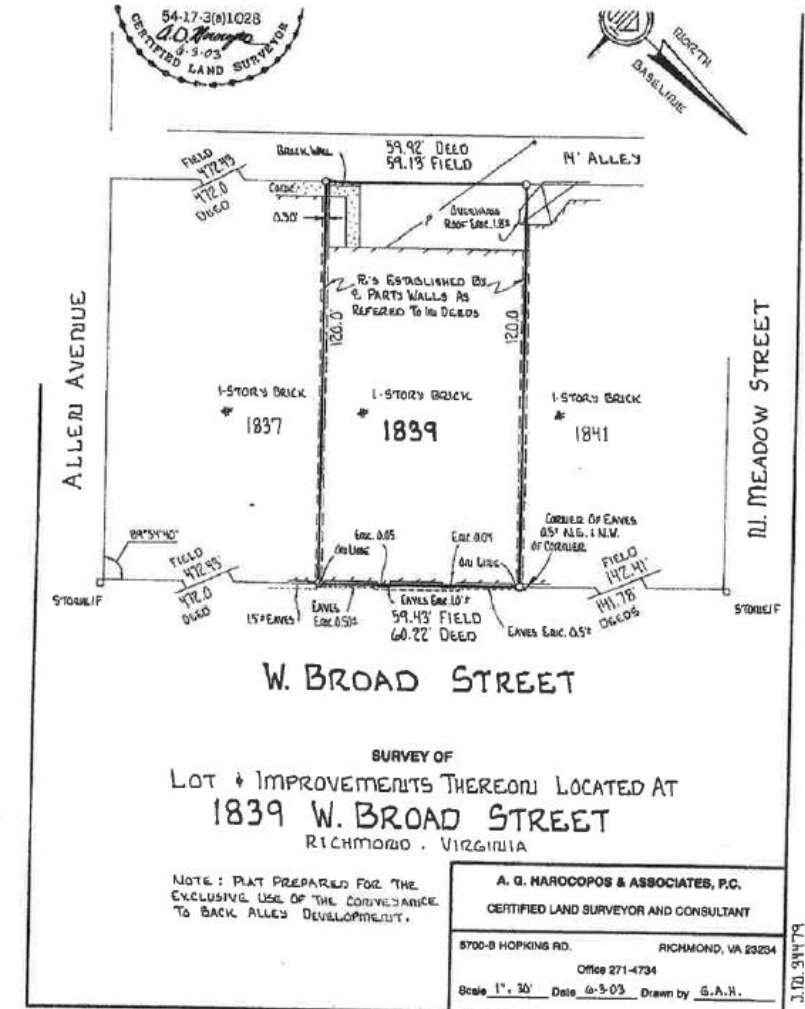 54-17-3(a)1028
6-3-03
CERTIFIED LAND SURVEYOR
NORTH
BASELINE
FIELD
472.43
472.0
DEED
BRICK WALL
59.92' DEED
59.13' FIELD
14' ALLEY
CONC.
0.30'
OVERHANG
ROOF ENC. 1.8'±
R's ESTABLISHED BY
¢ PARTY WALLS AS
REFERED TO IN DEEDS
120.0'
120.0'
ALLEN AVENUE
N. MEADOW STREET
1-STORY BRICK
# 1837
1-STORY BRICK
# 1839
1-STORY BRICK
# 1841
89°54'40"
FIELD
472.93'
472.0
DEED
STONE/F
ENC. 0.05
ON LINE
ENC. 0.04
ON LINE
CORNER OF EAVES
0.5' N.E. & N.W.
OF CORNER
FIELD
142.41'
141.78'
DEEDS
STONE/F
1.5'± EAVES
EAVES
ENC. 0.50'±
EAVES ENC. 1.0'±
59.43' FIELD
60.22' DEED
EAVES ENC. 0.5'±
W. BROAD STREET
SURVEY OF
LOT & IMPROVEMENTS THEREON LOCATED AT
1839 W. BROAD STREET
RICHMOND, VIRGINIA
NOTE: PLAT PREPARED FOR THE
EXCLUSIVE USE OF THE CONVEYANCE
TO BACK ALLEY DEVELOPMENT.
A. G. HAROCOPOS & ASSOCIATES, P.C.
CERTIFIED LAND SURVEYOR AND CONSULTANT
5700-B HOPKINS RD. RICHMOND, VA 23234
Office 271-4734
Scale 1"= 30' Date 6-3-03 Drawn by G.A.H.
J.N. 34479